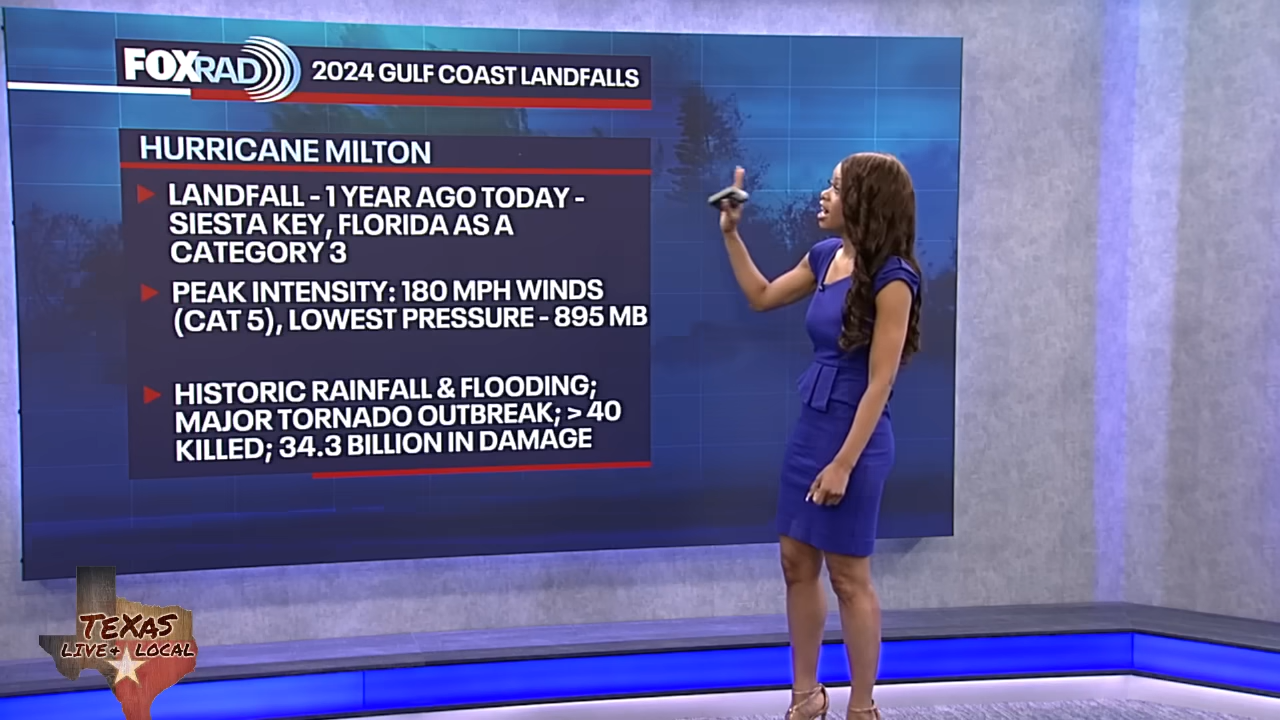 FOXRAD
2024 GULF COAST LANDFALLS
HURRICANE MILTON
LANDFALL - 1 YEAR AGO TODAY -
SIESTA KEY, FLORIDA AS A
CATEGORY 3
PEAK INTENSITY: 180 MPH WINDS
(CAT 5), LOWEST PRESSURE - 895 MB
HISTORIC RAINFALL & FLOODING;
MAJOR TORNADO OUTBREAK; > 40
KILLED; 34.3 BILLION IN DAMAGE
TEXAS
LIVE+ LOCAL